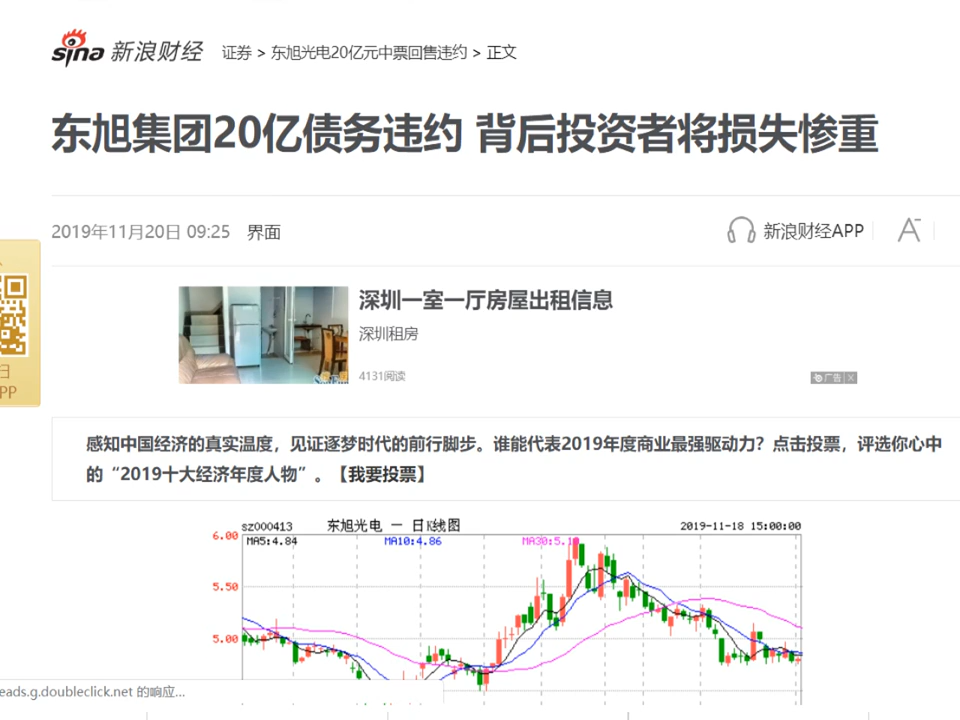 sina 新浪财经 证券 > 东旭光电20亿元中票回售违约 > 正文
东旭集团20亿债务违约 背后投资者将损失惨重
2019年11月20日 09:25 界面
新浪财经APP
A-
深圳一室一厅房屋出租信息
深圳租房
4131阅读
广告
扫
PP
感知中国经济的真实温度，见证逐梦时代的前行脚步。谁能代表2019年度商业最强驱动力？点击投票，评选你心中
的“2019十大经济年度人物”。【我要投票】
sz000413 东旭光电 一 日K线图 2019-11-18 15:00:00
6.00 MA5:4.84 MA10:4.86
5.50
5.00
eads.g.doubleclick.net 的响应...